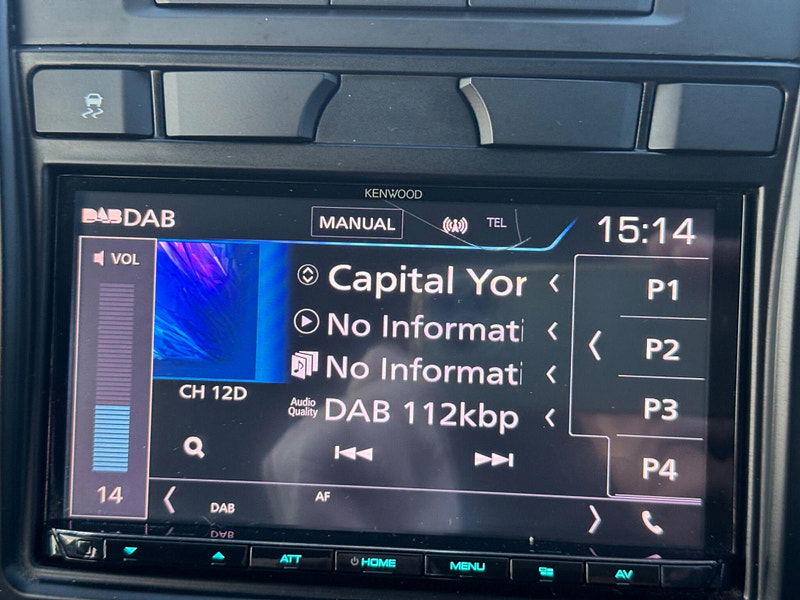 KENWOOD
DAB DAB MANUAL TEL 15:14
VOL
Capital Yor
P1
No Informati
P2
No Informati
CH 12D
Audio Quality DAB 112kbp
P3
P4
14
DAB AF
DAB
ATT HOME MENU AV